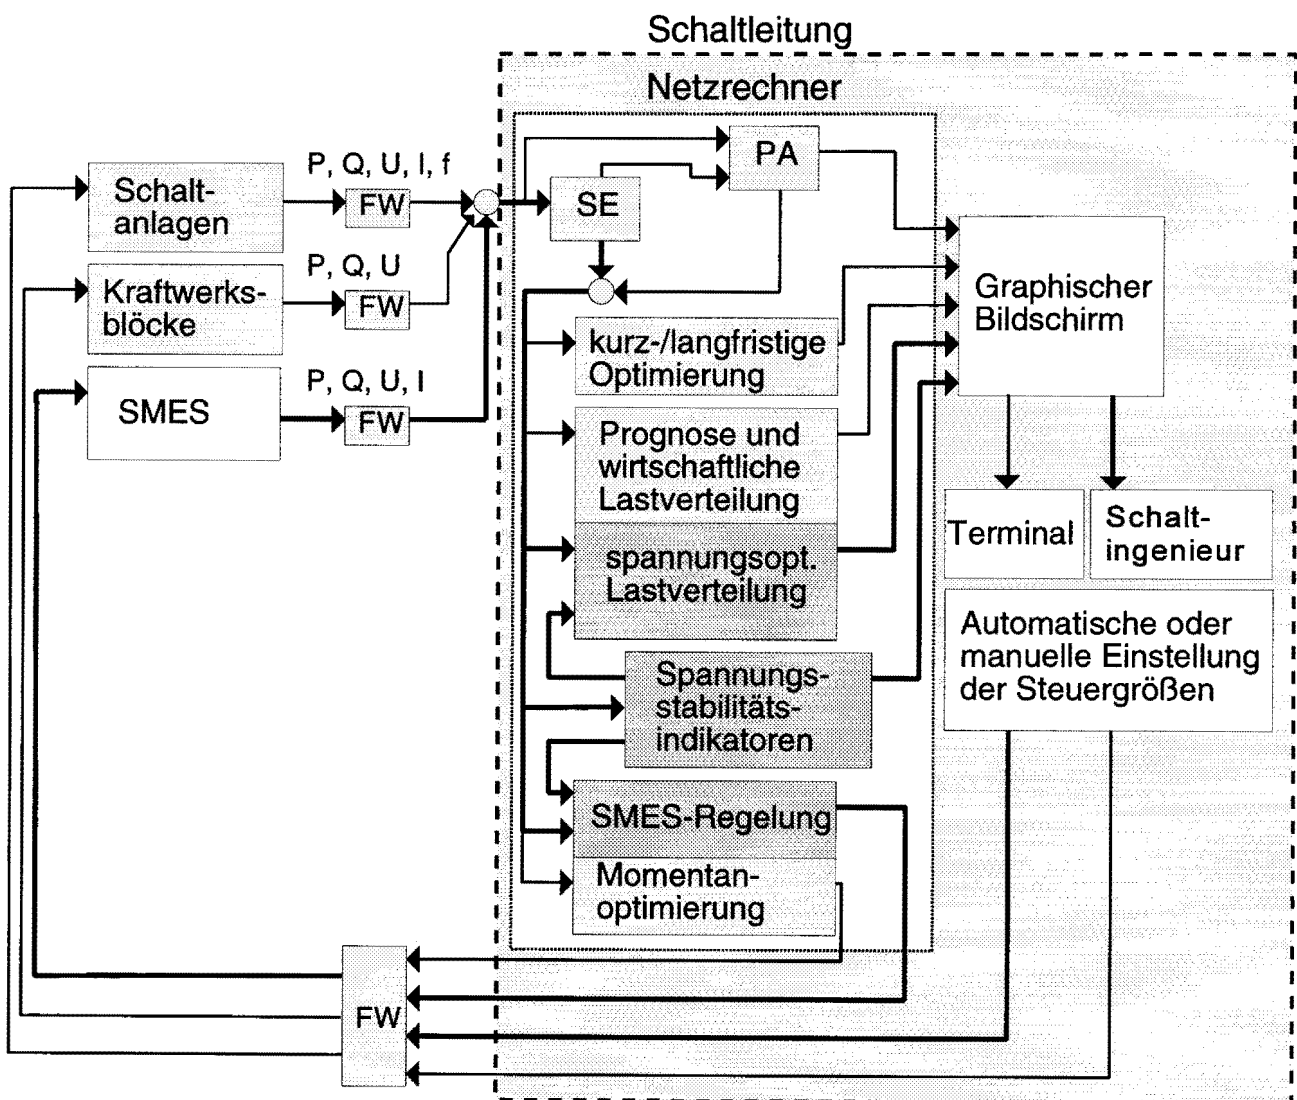 Schaltleitung
Netzrechner
P, Q, U, I, f
Schalt-
anlagen
FW
SE
PA
P, Q, U
Kraftwerks-
blöcke
FW
P, Q, U, I
SMES
FW
kurz-/langfristige
Optimierung
Prognose und
wirtschaftliche
Lastverteilung
spannungsopt.
Lastverteilung
Spannungs-
stabilitäts-
indikatoren
SMES-Regelung
Momentan-
optimierung
Graphischer
Bildschirm
Terminal
Schalt-
ingenieur
Automatische oder
manuelle Einstellung
der Steuergrößen
FW